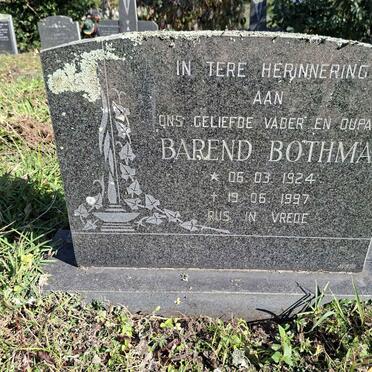 IN TERE HERINNERING
AAN
ONS GELIEFDE VADER EN OUPA
BAREND BOTHMA
* 06.03.1924
† 19.06.1997
RUS IN VREDE